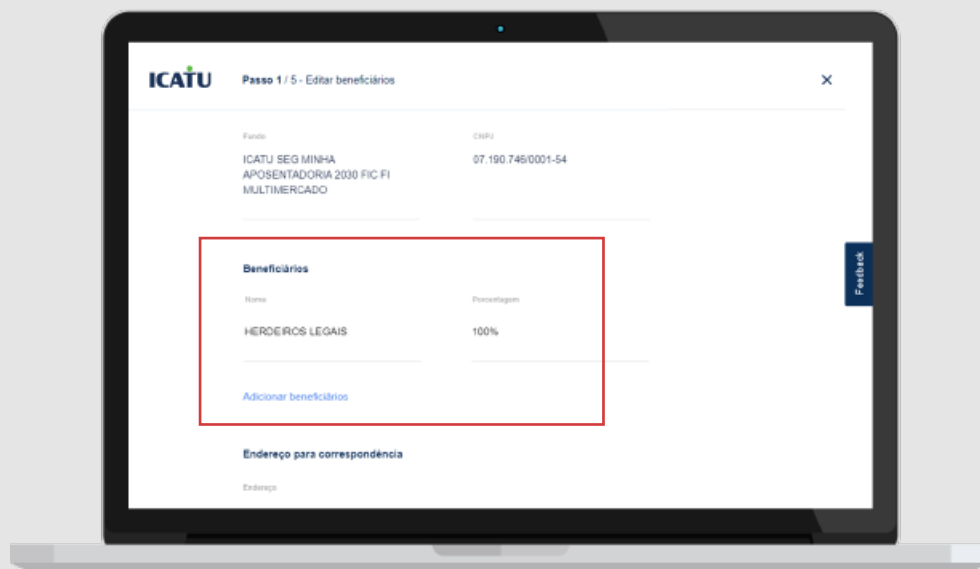 ICATU
Passo 1 / 5 - Editar beneficiários
Fundo
CNPJ
ICATU SEG MINHA
APOSENTADORIA 2030 FIC FI
MULTIMERCADO
07.190.746/0001-54
Feedback
Beneficiários
Nome
Porcentagem
HERDEIROS LEGAIS
100%
Adicionar beneficiários
Endereço para correspondência
Endereço